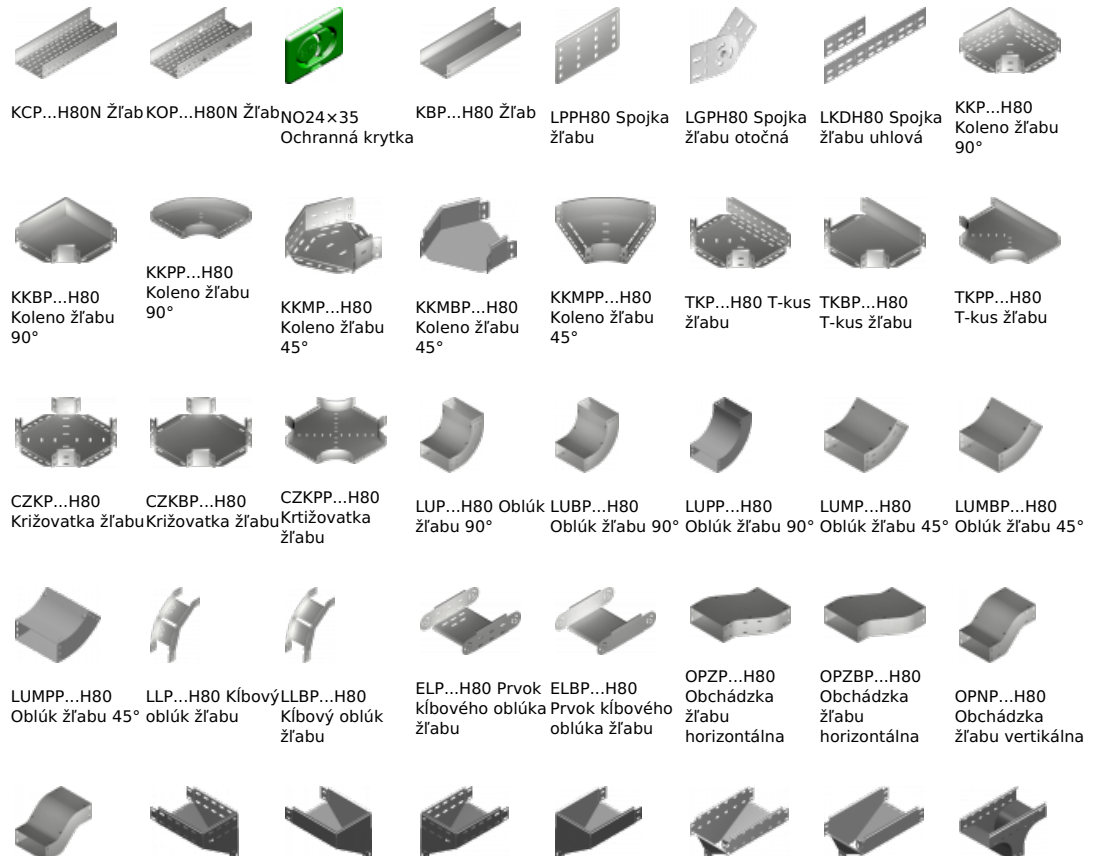 KCP...H80N Žľab
KOP...H80N Žľab
NO24×35
Ochranná krytka
KBP...H80 Žľab
LPPH80 Spojka
žľabu
LGPH80 Spojka
žľabu otočná
LKDH80 Spojka
žľabu uhlová
KKP...H80
Koleno žľabu
90°
KKBP...H80
Koleno žľabu
90°
KKPP...H80
Koleno žľabu
90°
KKMP...H80
Koleno žľabu
45°
KKMBP...H80
Koleno žľabu
45°
KKMPP...H80
Koleno žľabu
45°
TKP...H80 T-kus
žľabu
TKBP...H80
T-kus žľabu
TKPP...H80
T-kus žľabu
CZKP...H80
Križovatka žľabu
CZKBP...H80
Križovatka žľabu
CZKPP...H80
Krtižovatka
žľabu
LUP...H80 Oblúk
žľabu 90°
LUBP...H80
Oblúk žľabu 90°
LUPP...H80
Oblúk žľabu 90°
LUMP...H80
Oblúk žľabu 45°
LUMBP...H80
Oblúk žľabu 45°
LUMPP...H80
Oblúk žľabu 45°
LLP...H80 Kĺbový
oblúk žľabu
LLBP...H80
Kĺbový oblúk
žľabu
ELP...H80 Prvok
kĺbového oblúka
žľabu
ELBP...H80
Prvok kĺbového
oblúka žľabu
OPZP...H80
Obchádzka
žľabu
horizontálna
OPZBP...H80
Obchádzka
žľabu
horizontálna
OPNP...H80
Obchádzka
žľabu vertikálna